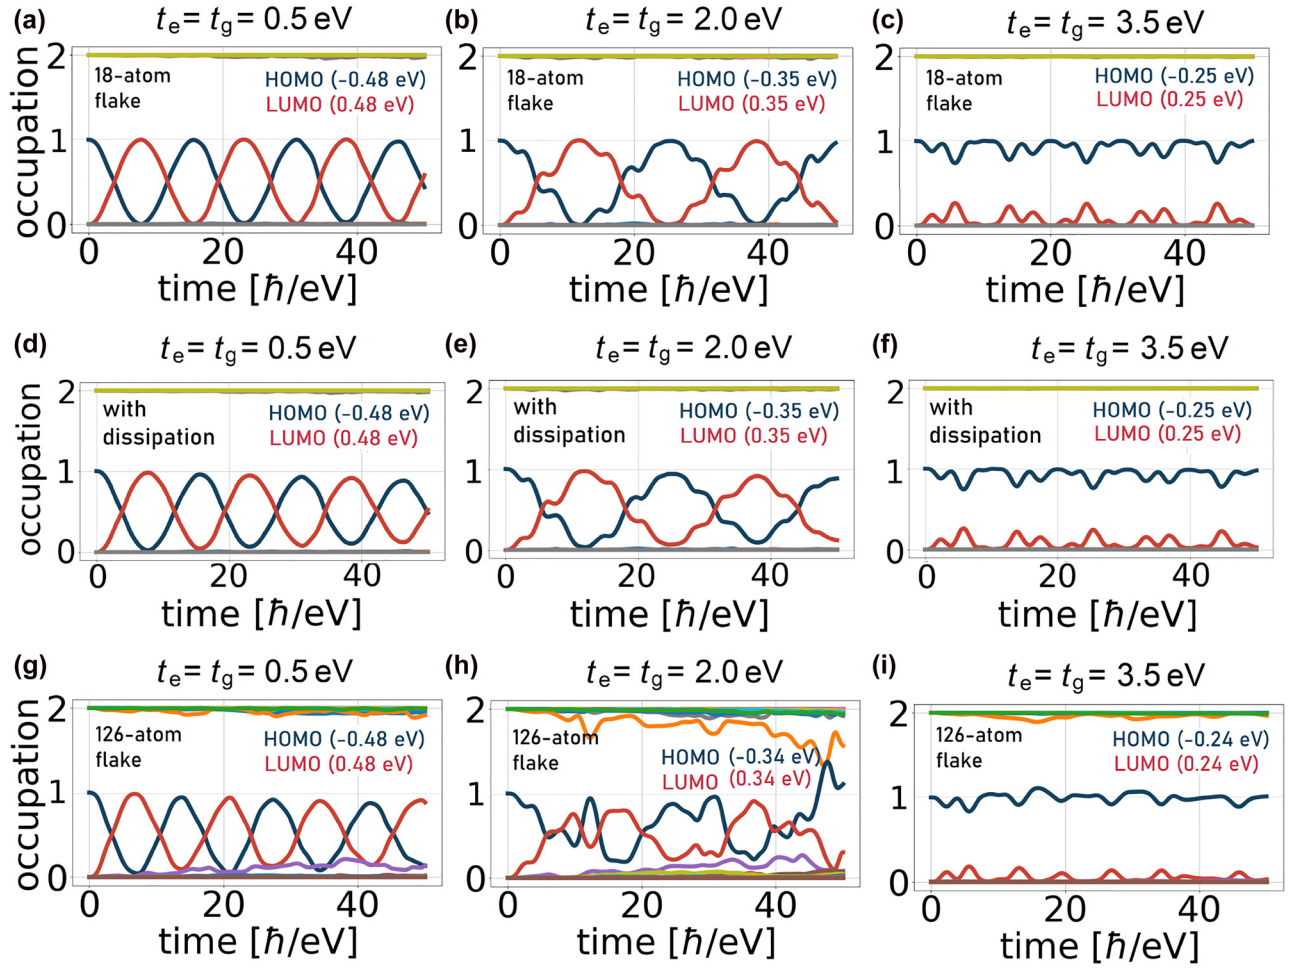 (a) tₑ = t_g = 0.5 eV
occupation
2
1
0
18-atom
flake
HOMO (−0.48 eV)
LUMO (0.48 eV)
0 20 40
time [ℏ/eV]
(b) tₑ = t_g = 2.0 eV
2
1
0
18-atom
flake
HOMO (−0.35 eV)
LUMO (0.35 eV)
0 20 40
time [ℏ/eV]
(c) tₑ = t_g = 3.5 eV
2
1
0
18-atom
flake
HOMO (−0.25 eV)
LUMO (0.25 eV)
0 20 40
time [ℏ/eV]
(d) tₑ = t_g = 0.5 eV
occupation
2
1
0
with
dissipation
HOMO (−0.48 eV)
LUMO (0.48 eV)
0 20 40
time [ℏ/eV]
(e) tₑ = t_g = 2.0 eV
2
1
0
with
dissipation
HOMO (−0.35 eV)
LUMO (0.35 eV)
0 20 40
time [ℏ/eV]
(f) tₑ = t_g = 3.5 eV
2
1
0
with
dissipation
HOMO (−0.25 eV)
LUMO (0.25 eV)
0 20 40
time [ℏ/eV]
(g) tₑ = t_g = 0.5 eV
occupation
2
1
0
126-atom
flake
HOMO (−0.48 eV)
LUMO (0.48 eV)
0 20 40
time [ℏ/eV]
(h) tₑ = t_g = 2.0 eV
2
1
0
126-atom
flake
HOMO (−0.34 eV)
LUMO (0.34 eV)
0 20 40
time [ℏ/eV]
(i) tₑ = t_g = 3.5 eV
2
1
0
126-atom
flake
HOMO (−0.24 eV)
LUMO (0.24 eV)
0 20 40
time [ℏ/eV]